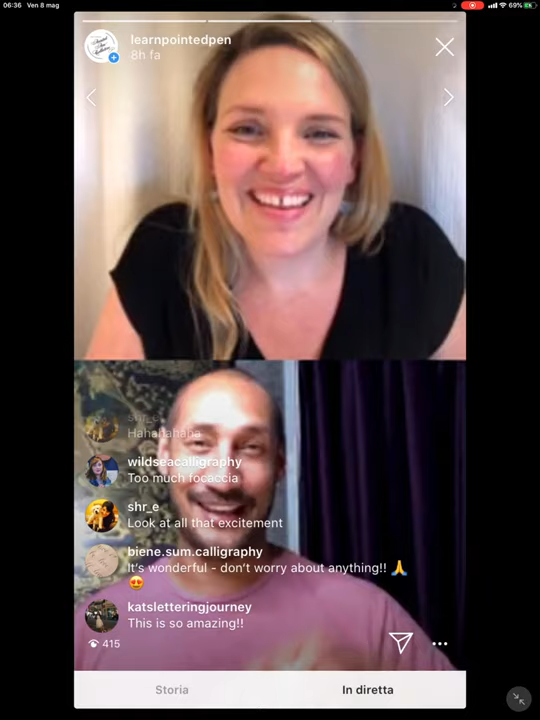 06:36 Ven 8 mag
69%
learnpointedpen
8h fa
shr_e
Hahahahaha
wildseacalligraphy
Too much focaccia
shr_e
Look at all that excitement
biene.sum.calligraphy
It's wonderful - don't worry about anything!! 🙏
😍
katsletteringjourney
This is so amazing!!
415
Storia In diretta